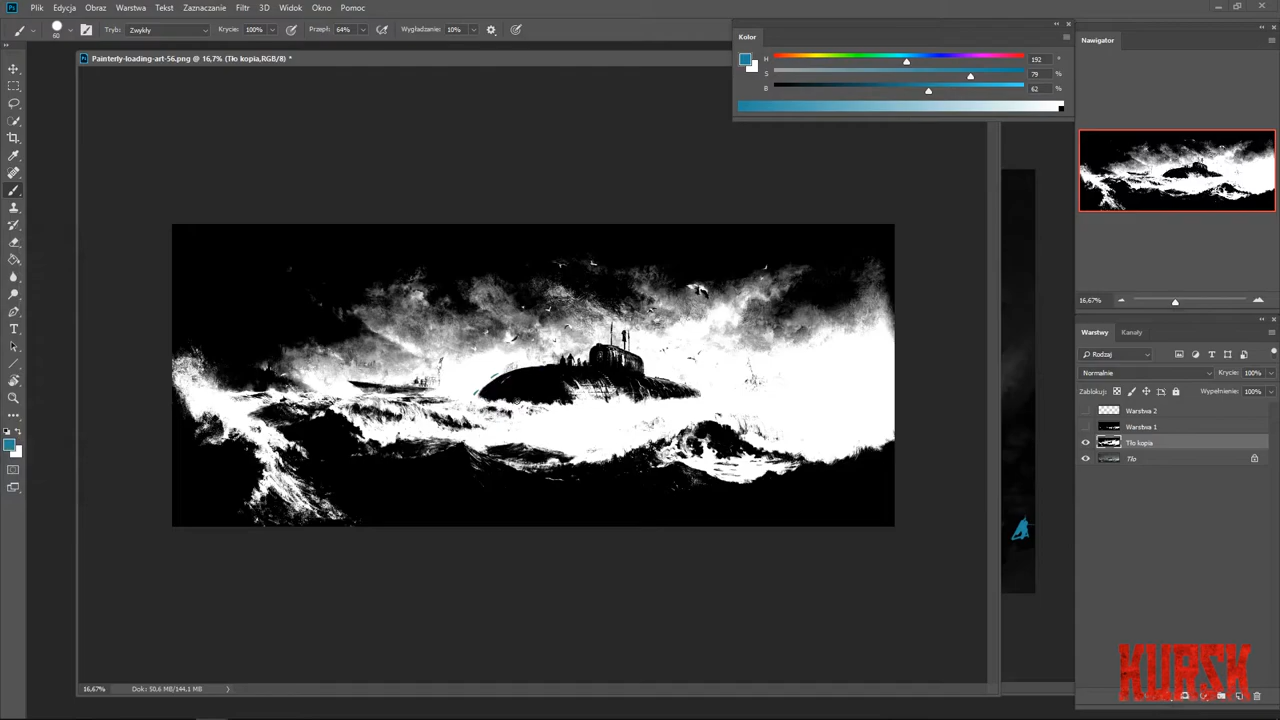 Ps Plik Edycja Obraz Warstwa Tekst Zaznaczanie Filtr 3D Widok Okno Pomoc
60 Tryb: Zwykły Krycie: 100% Przepł: 64% Wygładzanie: 10%
Painterly-loading-art-56.png @ 16,7% (Tło kopia,RGB/8) *
Kolor
H 192 °
S 79 %
B 62 %
Nawigator
16,67%
Warstwy Kanały
Rodzaj
Normalnie Krycie: 100%
Zablokuj: Wypełnienie: 100%
Warstwa 2
Warstwa 1
Tło kopia
Tło
16,67% Dok: 50,6 MB/144,1 MB
KURSK